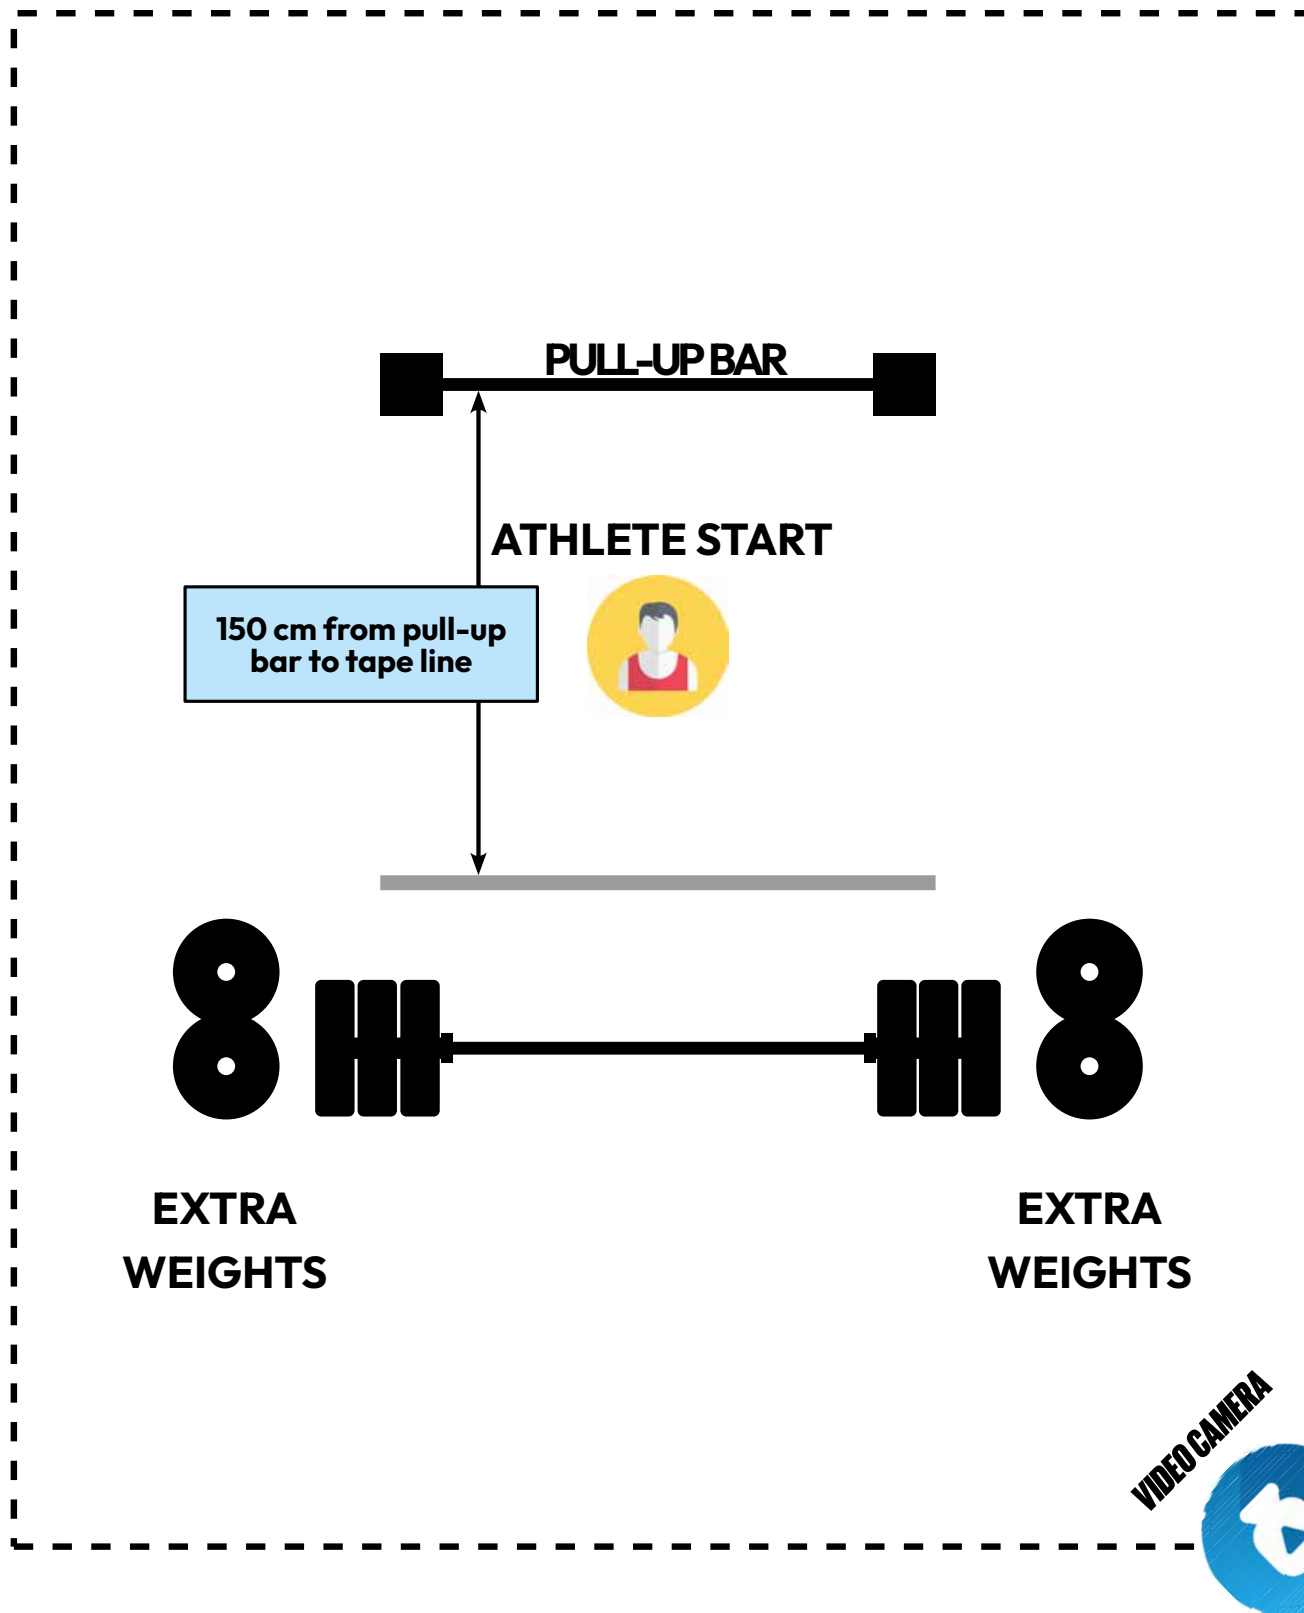 PULL-UP BAR
ATHLETE START
150 cm from pull-up
bar to tape line
EXTRA
WEIGHTS
EXTRA
WEIGHTS
VIDEO CAMERA